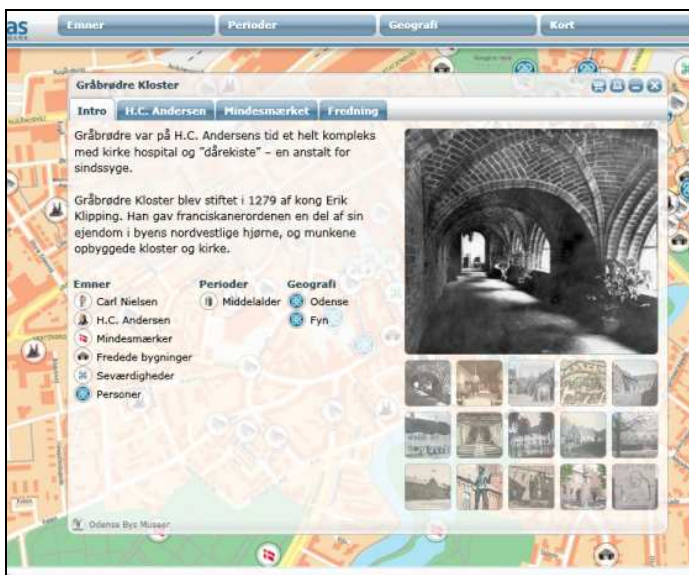 as
Emner
Perioder
Geografi
Kort
Gråbrødre Kloster
Intro
H.C. Andersen
Mindesmærket
Fredning
Gråbrødre var på H.C. Andersens tid et helt kompleks
med kirke hospital og ”dårekiste” – en anstalt for
sindssyge.
Gråbrødre Kloster blev stiftet i 1279 af kong Erik
Klipping. Han gav franciskanerordenen en del af sin
ejendom i byens nordvestlige hjørne, og munkene
opbyggede kloster og kirke.
Emner
Carl Nielsen
H.C. Andersen
Mindesmærker
Fredede bygninger
Seværdigheder
Personer
Perioder
Middelalder
Geografi
Odense
Fyn
Odense Bys Museer